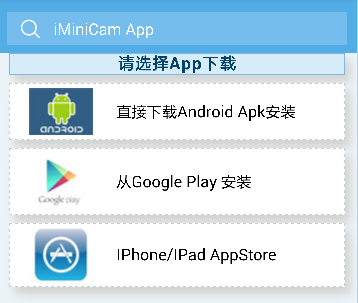 iMiniCam App
请选择App下载
ANDROID
直接下载Android Apk安装
Google play
从Google Play 安装
IPhone/IPad AppStore